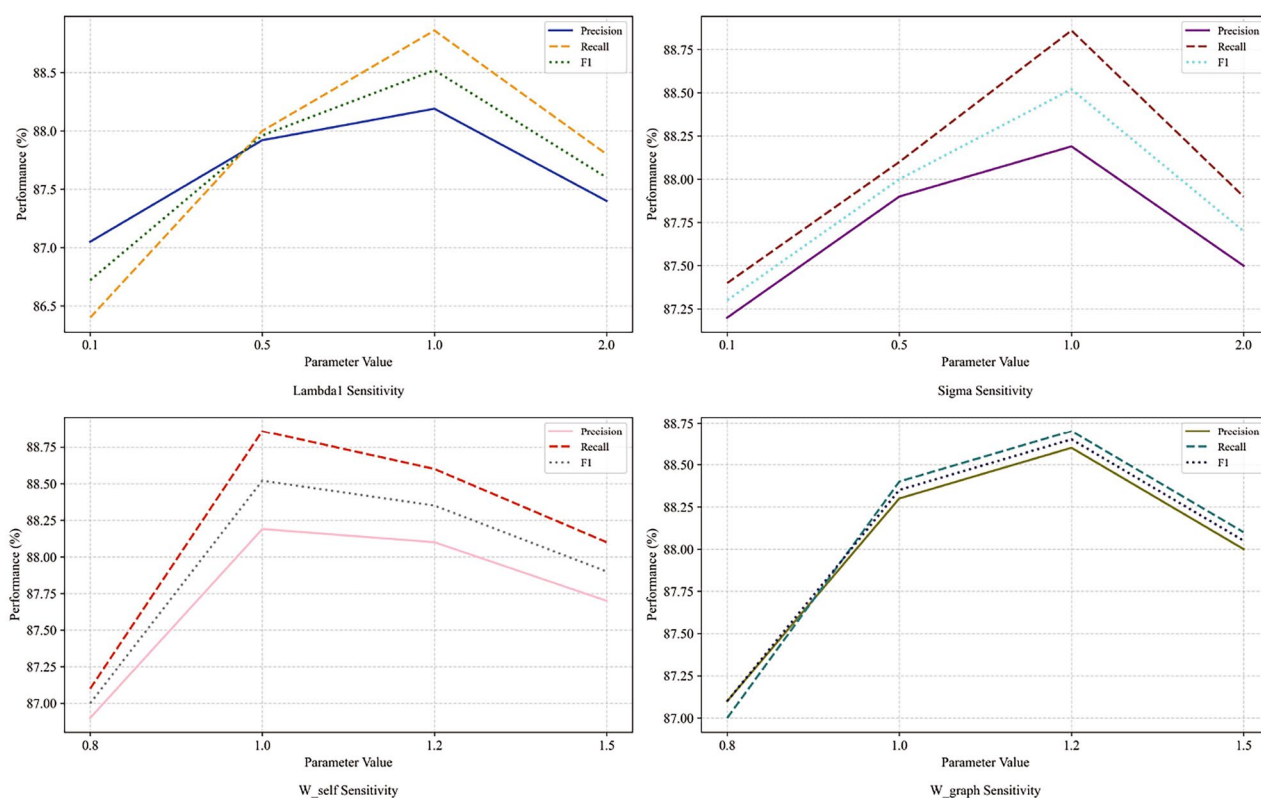 Precision
Recall
F1
88.5
88.0
87.5
87.0
86.5
Performance (%)
0.1 0.5 1.0 2.0
Parameter Value
Lambda1 Sensitivity
Precision
Recall
F1
88.75
88.50
88.25
88.00
87.75
87.50
87.25
Performance (%)
0.1 0.5 1.0 2.0
Parameter Value
Sigma Sensitivity
Precision
Recall
F1
88.75
88.50
88.25
88.00
87.75
87.50
87.25
87.00
Performance (%)
0.8 1.0 1.2 1.5
Parameter Value
W_self Sensitivity
Precision
Recall
F1
88.75
88.50
88.25
88.00
87.75
87.50
87.25
87.00
Performance (%)
0.8 1.0 1.2 1.5
Parameter Value
W_graph Sensitivity